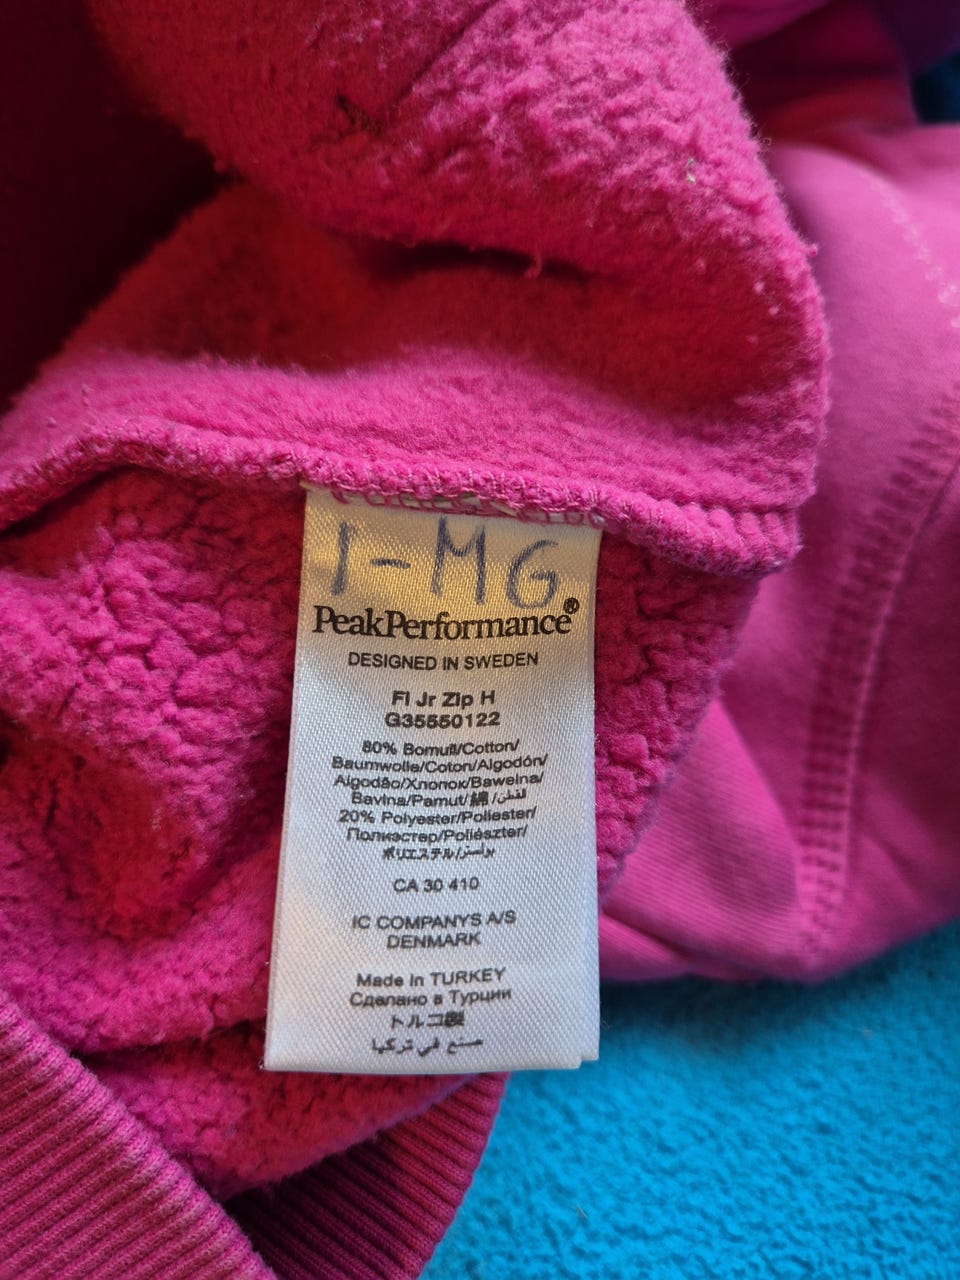 I-MG
PeakPerformance®
DESIGNED IN SWEDEN
Fl Jr Zip H
G35550122
80% Bomull/Cotton/
Baumwolle/Coton/Algodón/
Algodão/Хлопок/Bawełna/
Bavlna/Pamut/綿/القطن/
20% Polyester/Poliester/
Полиэстер/Poliészter/
ポリエステル/بوليستر
CA 30 410
IC COMPANYS A/S
DENMARK
Made in TURKEY
Сделано в Турции
トルコ製
صنع في تركيا